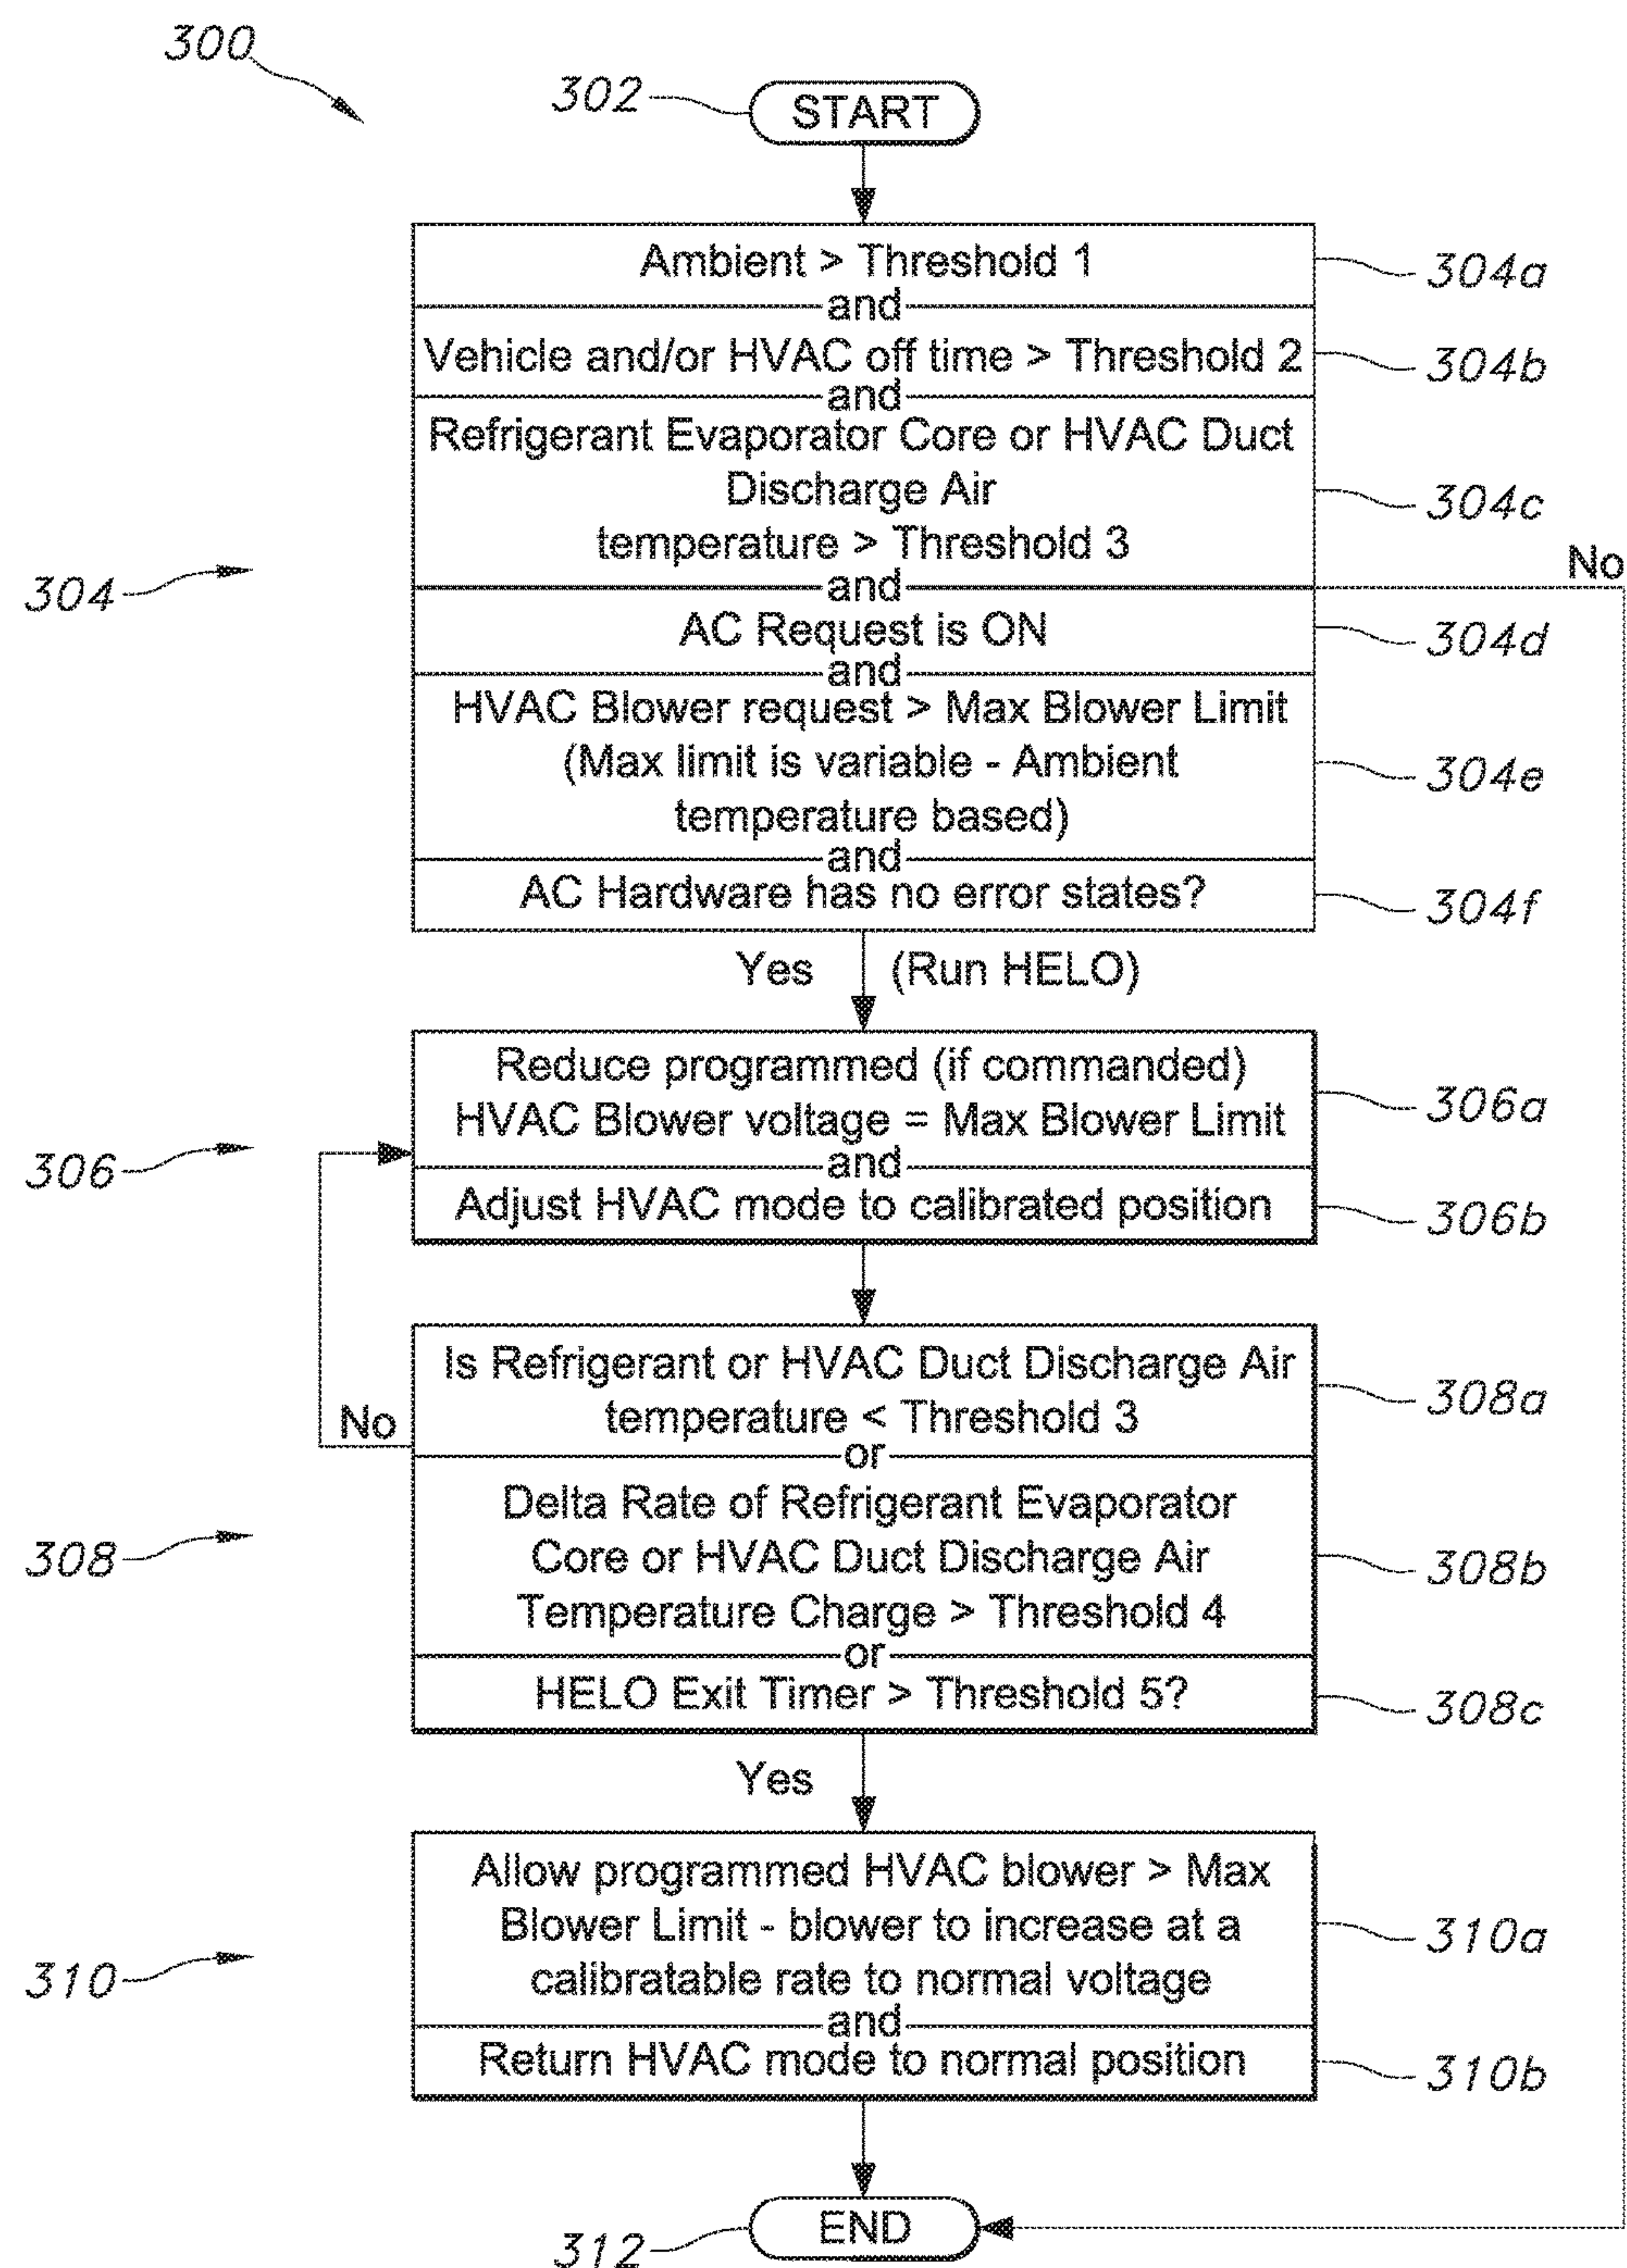 300
302
START
Ambient > Threshold 1
304a
and
Vehicle and/or HVAC off time > Threshold 2
304b
and
Refrigerant Evaporator Core or HVAC Duct
Discharge Air
temperature > Threshold 3
304c
304
No
and
AC Request is ON
304d
and
HVAC Blower request > Max Blower Limit
(Max limit is variable - Ambient
temperature based)
304e
and
AC Hardware has no error states?
304f
Yes (Run HELO)
Reduce programmed (if commanded)
HVAC Blower voltage = Max Blower Limit
306a
306
and
Adjust HVAC mode to calibrated position
306b
Is Refrigerant or HVAC Duct Discharge Air
temperature < Threshold 3
308a
No
or
Delta Rate of Refrigerant Evaporator
Core or HVAC Duct Discharge Air
Temperature Charge > Threshold 4
308b
308
or
HELO Exit Timer > Threshold 5?
308c
Yes
Allow programmed HVAC blower > Max
Blower Limit - blower to increase at a
calibratable rate to normal voltage
310a
310
and
Return HVAC mode to normal position
310b
END
312